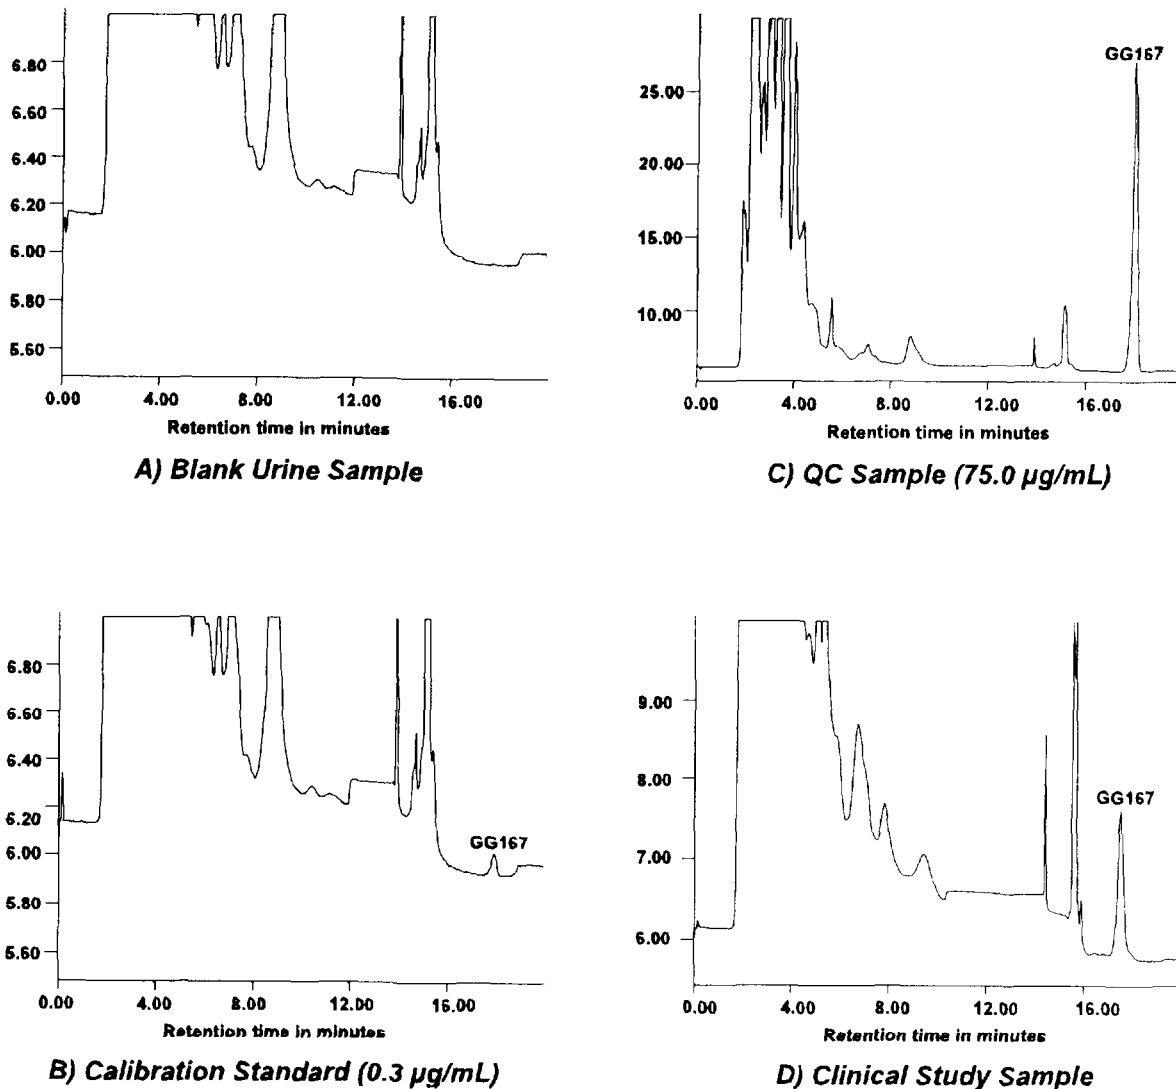 6.80
6.60
6.40
6.20
6.00
5.80
5.60
0.00 4.00 8.00 12.00 16.00
Retention time in minutes
A) Blank Urine Sample
GG167
25.00
20.00
15.00
10.00
0.00 4.00 8.00 12.00 16.00
Retention time in minutes
C) QC Sample (75.0 µg/mL)
6.80
6.60
6.40
6.20
6.00
5.80
5.60
GG167
0.00 4.00 8.00 12.00 16.00
Retention time in minutes
B) Calibration Standard (0.3 µg/mL)
9.00
8.00
7.00
6.00
GG167
0.00 4.00 8.00 12.00 16.00
Retention time in minutes
D) Clinical Study Sample